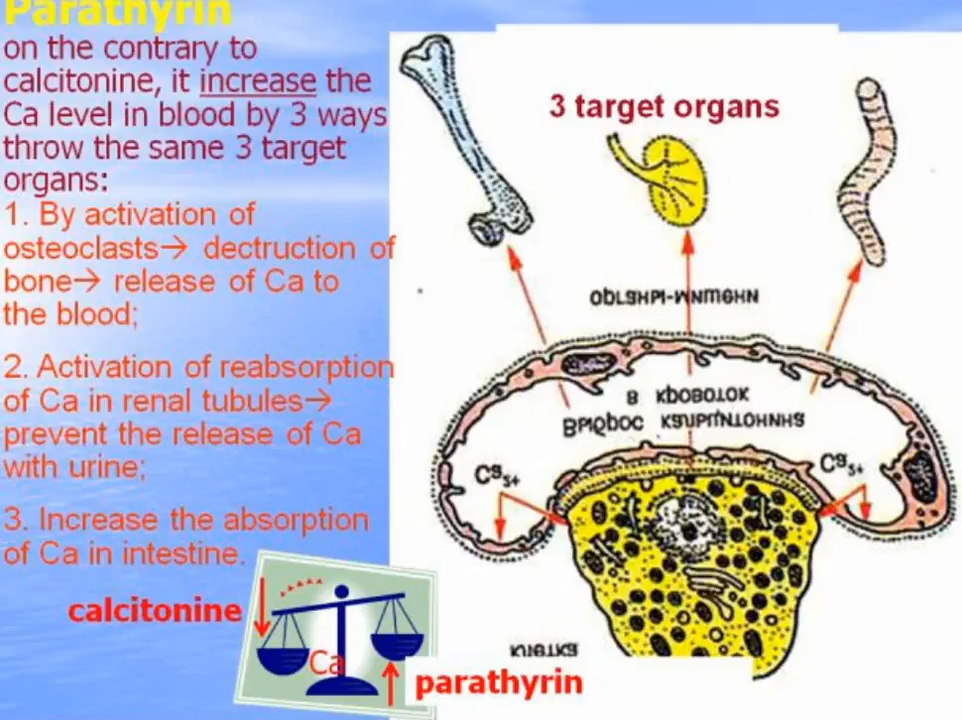 Parathyrin
on the contrary to
calcitonine, it increase the
Ca level in blood by 3 ways
throw the same 3 target
organs:
1. By activation of
osteoclasts→ dectruction of
bone→ release of Ca to
the blood;
2. Activation of reabsorption
of Ca in renal tubules→
prevent the release of Ca
with urine;
3. Increase the absorption
of Ca in intestine.
calcitonine
Ca
parathyrin
3 target organs
Органы-мишени
Выброс кальцитонина
в кровоток
Ca2+
Ca2+